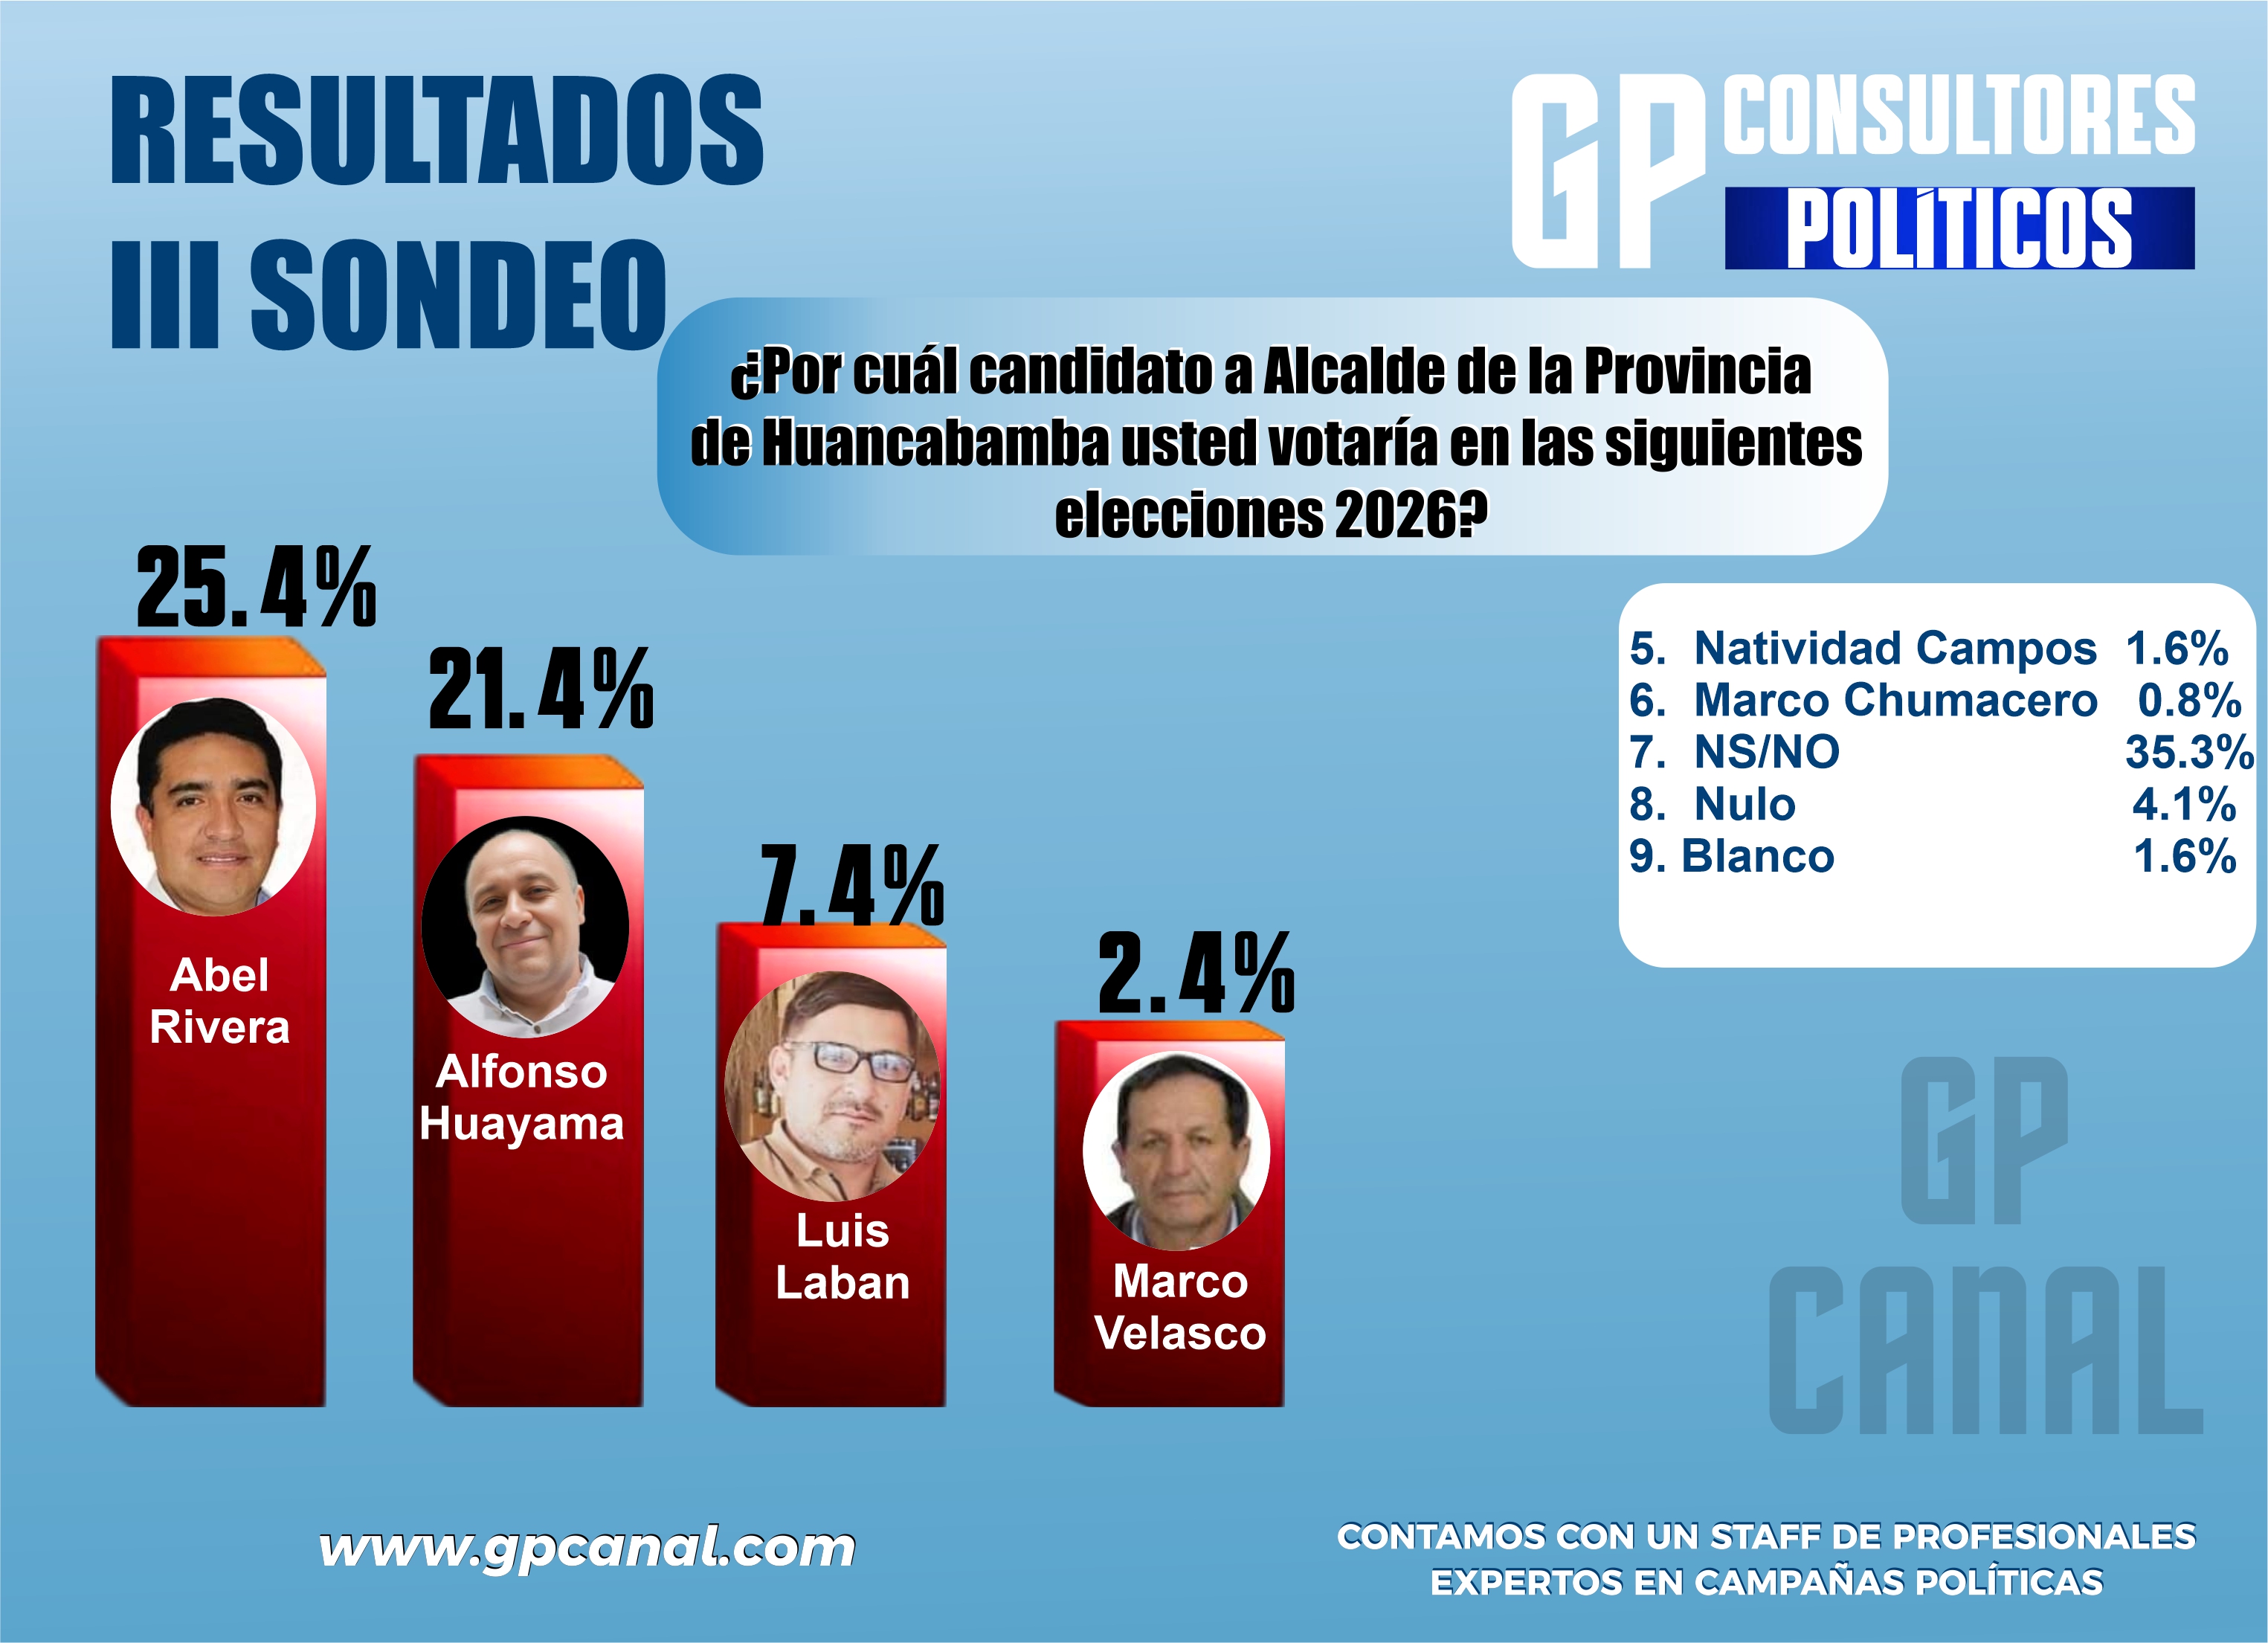 RESULTADOS
III SONDEO
GP CONSULTORES
POLÍTICOS
¿Por cuál candidato a Alcalde de la Provincia
de Huancabamba usted votaría en las siguientes
elecciones 2026?
25.4%
Abel
Rivera
21.4%
Alfonso
Huayama
7.4%
Luis
Laban
2.4%
Marco
Velasco
5. Natividad Campos 1.6%
6. Marco Chumacero 0.8%
7. NS/NO 35.3%
8. Nulo 4.1%
9. Blanco 1.6%
GP
CANAL
www.gpcanal.com
CONTAMOS CON UN STAFF DE PROFESIONALES
EXPERTOS EN CAMPAÑAS POLÍTICAS